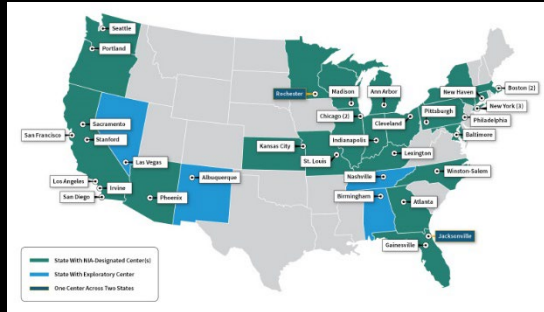 Seattle
Portland
Sacramento
San Francisco
Stanford
Las Vegas
Los Angeles
Irvine
San Diego
Phoenix
Albuquerque
Rochester
Madison
Ann Arbor
Chicago (2)
Indianapolis
Cleveland
Pittsburgh
New Haven
Boston (2)
New York (3)
Philadelphia
Baltimore
Kansas City
St. Louis
Lexington
Nashville
Winston-Salem
Birmingham
Atlanta
Jacksonville
Gainesville
State With NIA-Designated Center(s)
State With Exploratory Center
One Center Across Two States